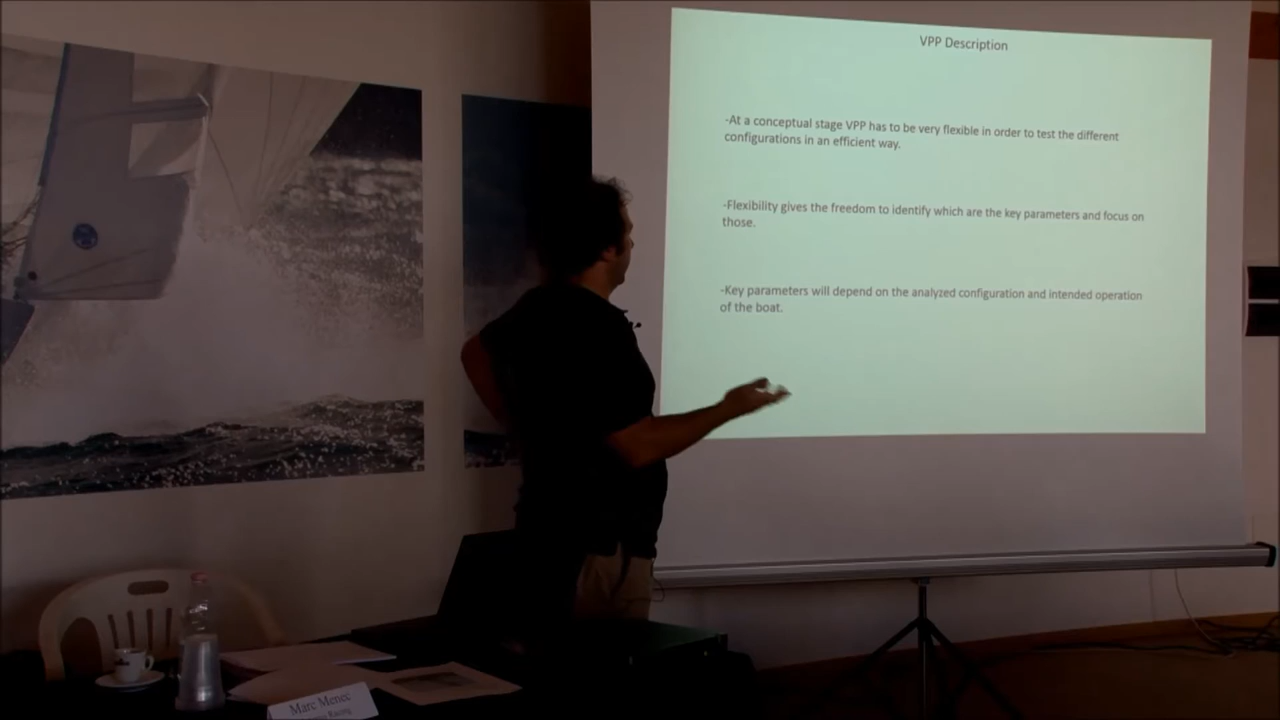 VPP Description
-At a conceptual stage VPP has to be very flexible in order to test the different
configurations in an efficient way.
-Flexibility gives the freedom to identify which are the key parameters and focus on
those.
-Key parameters will depend on the analyzed configuration and intended operation
of the boat.
Marc Menec
Racing